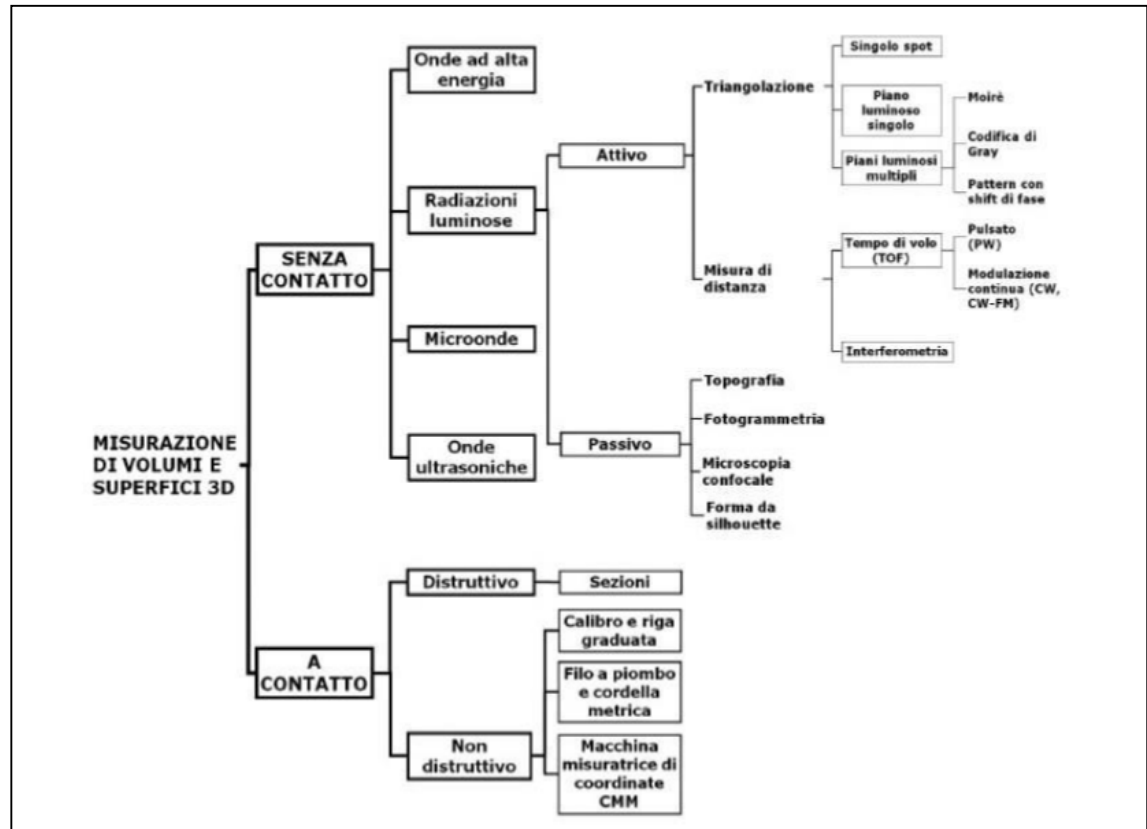 Onde ad alta
energia
Singolo spot
Triangolazione
Piano
luminoso
singolo
Moirè
Codifica di
Gray
Attivo
Piani luminosi
multipli
Pattern con
shift di fase
Radiazioni
luminose
SENZA
CONTATTO
Tempo di volo
(TOF)
Pulsato
(PW)
Misura di
distanza
Modulazione
continua (CW,
CW-FM)
Microonde
Interferometria
Topografia
Fotogrammetria
MISURAZIONE
DI VOLUMI E
SUPERFICI 3D
Onde
ultrasoniche
Passivo
Microscopia
confocale
Forma da
silhouette
Distruttivo
Sezioni
Calibro e riga
graduata
A
CONTATTO
Filo a piombo
e cordella
metrica
Non
distruttivo
Macchina
misuratrice di
coordinate
CMM